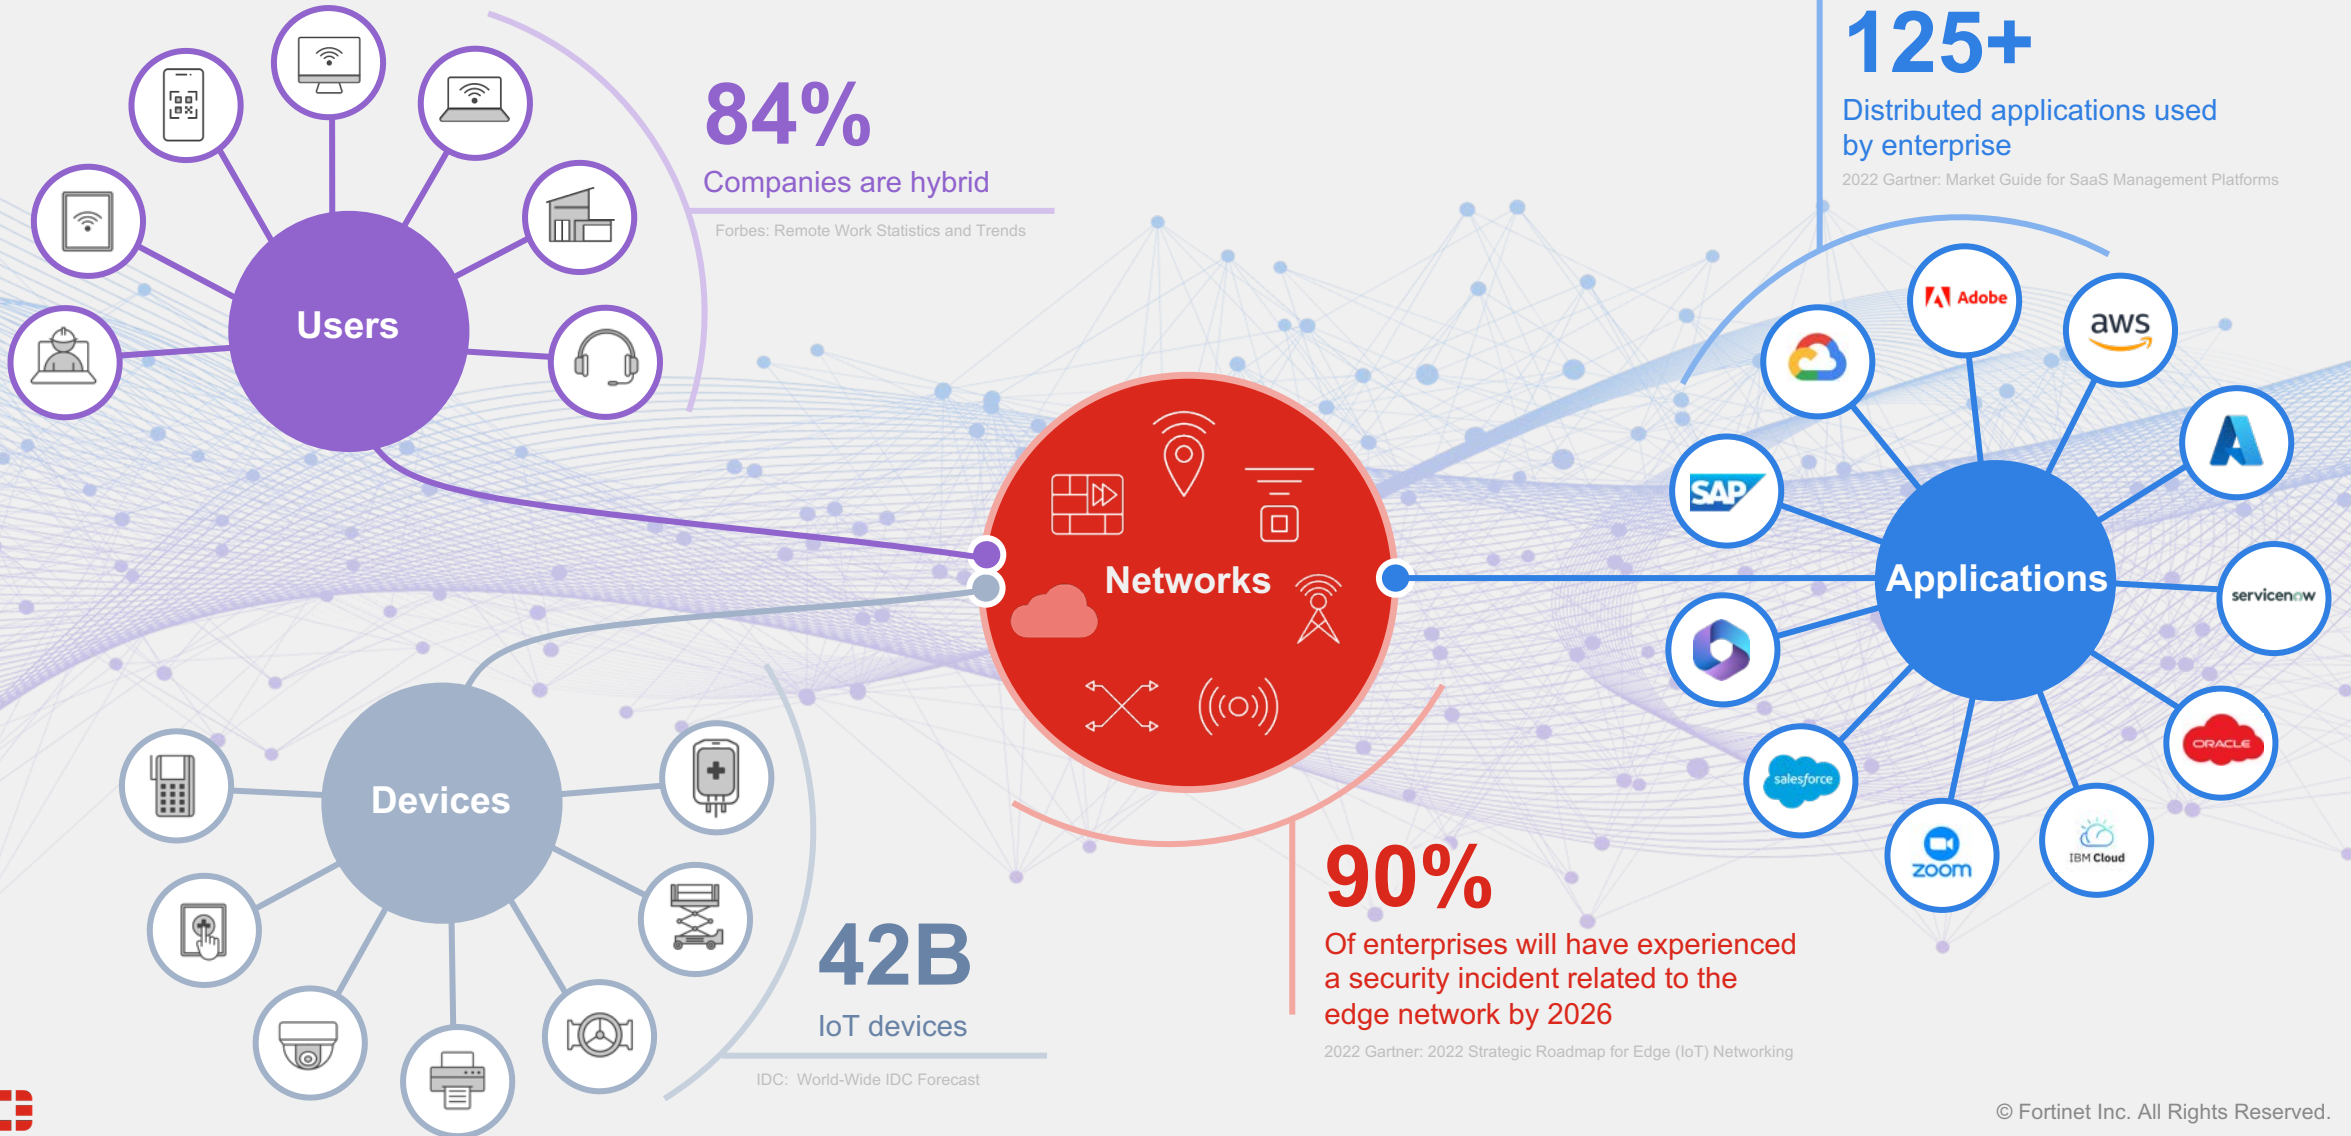 84%
Companies are hybrid
Forbes: Remote Work Statistics and Trends
Users
125+
Distributed applications used
by enterprise
2022 Gartner: Market Guide for SaaS Management Platforms
Adobe
aws
SAP
servicenow
ORACLE
IBM Cloud
zoom
salesforce
Applications
Networks
90%
Of enterprises will have experienced
a security incident related to the
edge network by 2026
2022 Gartner: 2022 Strategic Roadmap for Edge (IoT) Networking
Devices
42B
IoT devices
IDC: World-Wide IDC Forecast
© Fortinet Inc. All Rights Reserved.